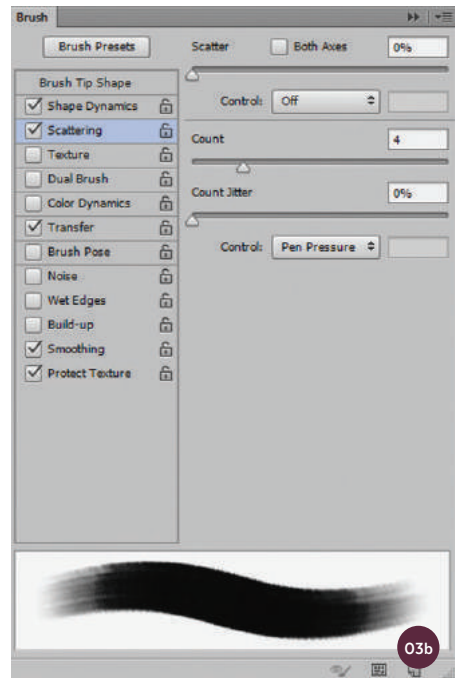 Brush
Brush Presets
Brush Tip Shape
Shape Dynamics
Scattering
Texture
Dual Brush
Color Dynamics
Transfer
Brush Pose
Noise
Wet Edges
Build-up
Smoothing
Protect Texture
Scatter Both Axes 0%
Control: Off
Count 4
Count Jitter 0%
Control: Pen Pressure
03b